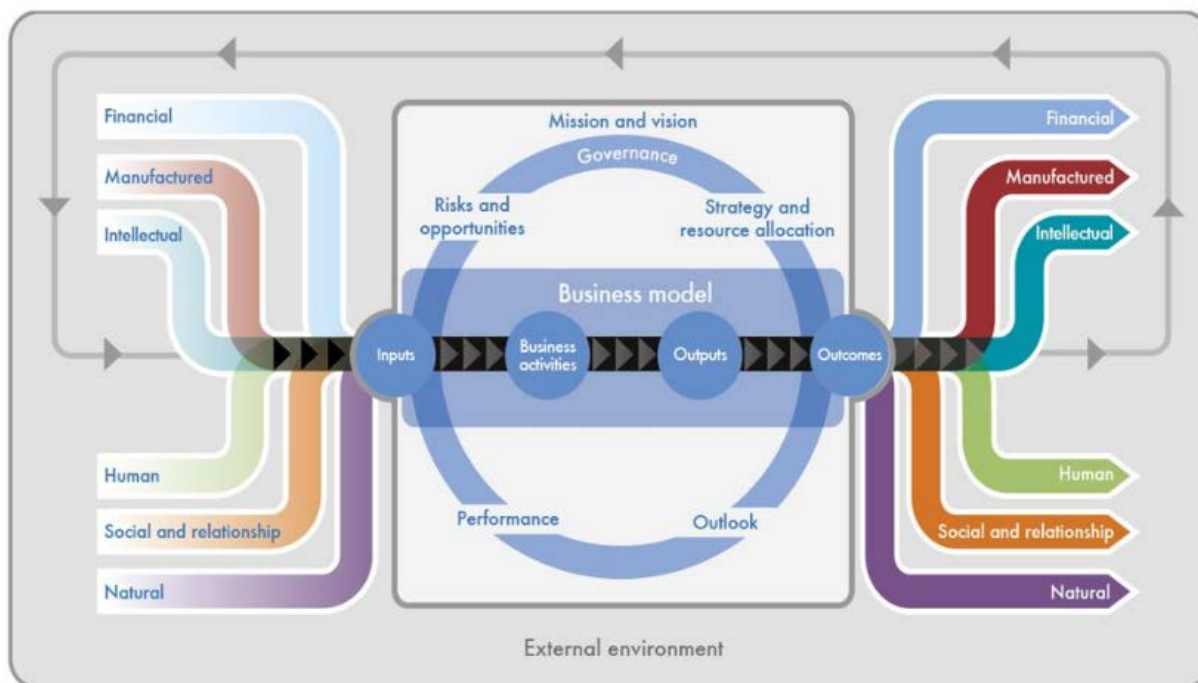 Financial
Manufactured
Intellectual
Human
Social and relationship
Natural
Mission and vision
Governance
Risks and
opportunities
Strategy and
resource allocation
Business model
Inputs
Business
activities
Outputs
Outcomes
Performance
Outlook
Financial
Manufactured
Intellectual
Human
Social and relationship
Natural
External environment